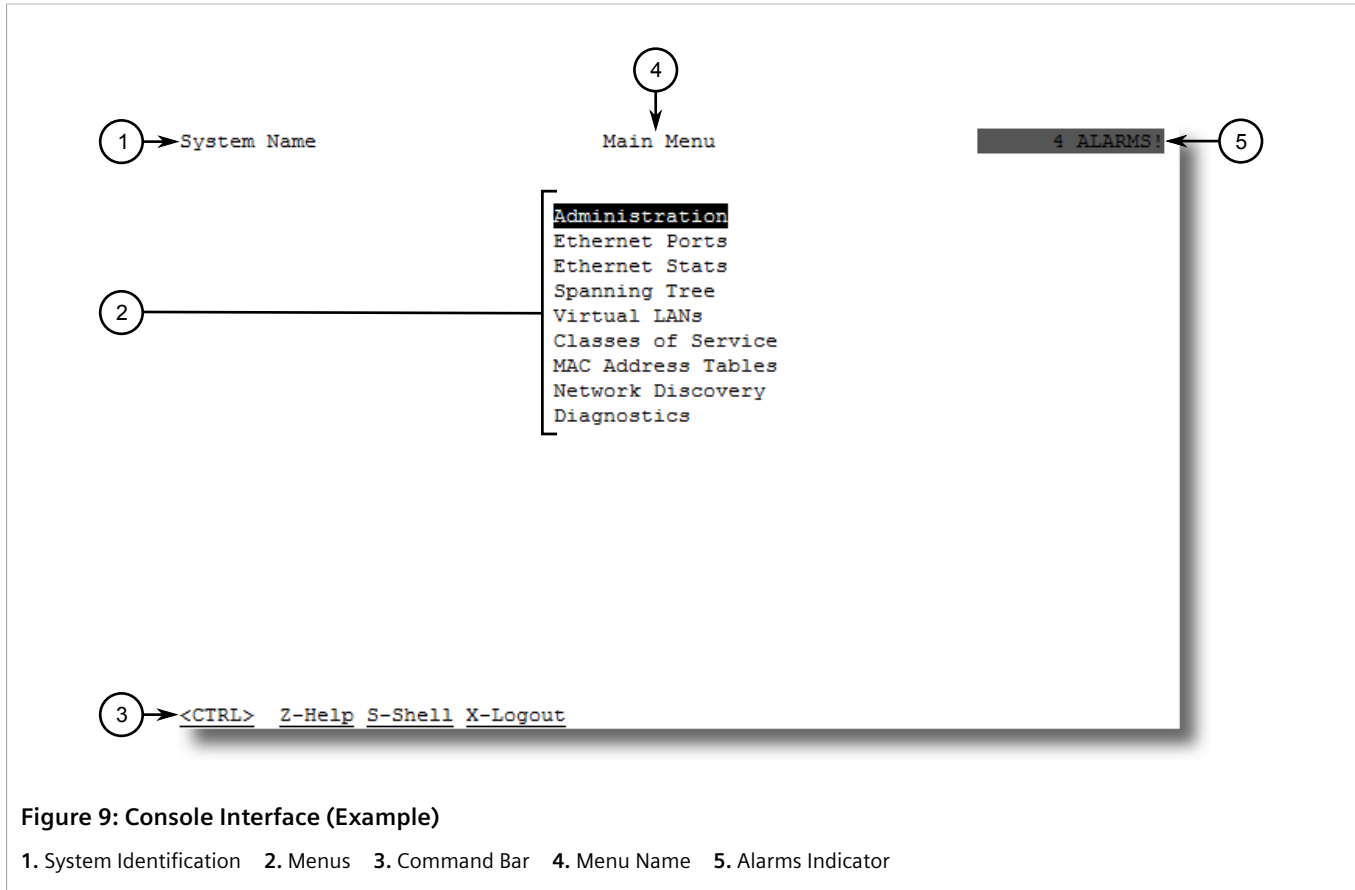 4
1 System Name Main Menu 4 ALARMS! 5
Administration
Ethernet Ports
Ethernet Stats
Spanning Tree
2 Virtual LANs
Classes of Service
MAC Address Tables
Network Discovery
Diagnostics
3 <CTRL> Z-Help S-Shell X-Logout
Figure 9: Console Interface (Example)
1. System Identification 2. Menus 3. Command Bar 4. Menu Name 5. Alarms Indicator